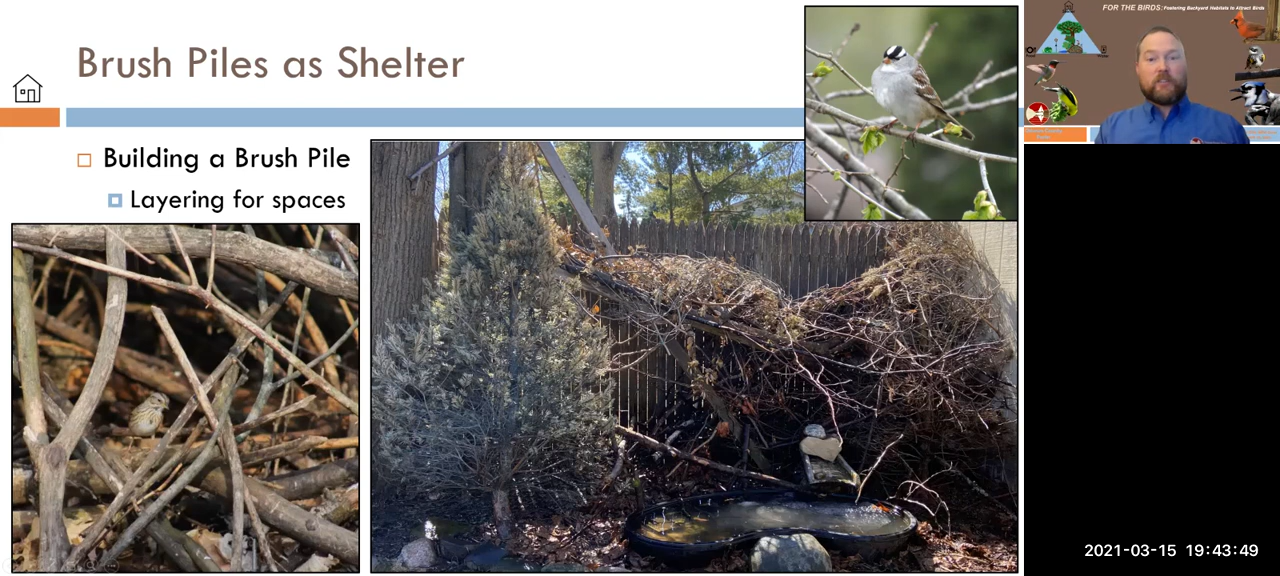 Brush Piles as Shelter
Building a Brush Pile
Layering for spaces
FOR THE BIRDS: Fostering Backyard Habitats to Attract Birds
2021-03-15 19:43:49